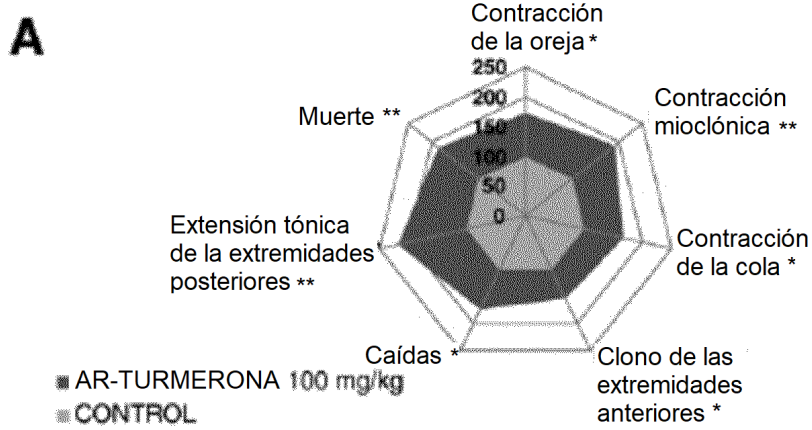 A
Contracción
de la oreja *
250
200
150
100
50
0
Contracción
mioclónica **
Contracción
de la cola *
Clono de las
extremidades
anteriores *
Caídas *
Extensión tónica
de la extremidades
posteriores **
Muerte **
AR-TURMERONA 100 mg/kg
CONTROL